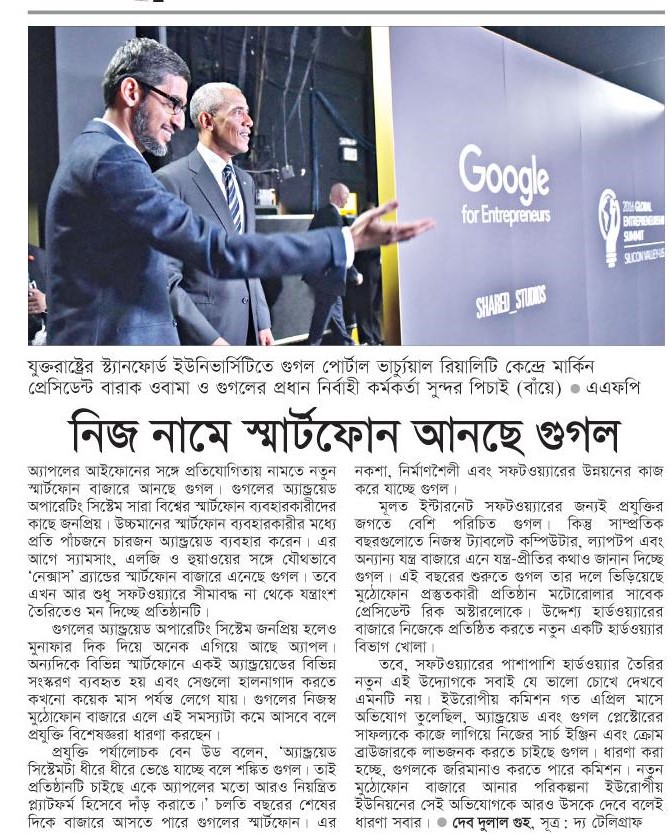 Google
for Entrepreneurs
2016 GLOBAL
ENTREPRENEURSHIP
SUMMIT
SILICON VALLEY-US
SHARED_STUDIOS
যুক্তরাষ্ট্রের স্ট্যানফোর্ড ইউনিভার্সিটিতে গুগল পোর্টাল ভার্চ্যুয়াল রিয়ালিটি কেন্দ্রে মার্কিন
প্রেসিডেন্ট বারাক ওবামা ও গুগলের প্রধান নির্বাহী কর্মকর্তা সুন্দর পিচাই (বাঁয়ে) ● এএফপি
নিজ নামে স্মার্টফোন আনছে গুগল
অ্যাপলের আইফোনের সঙ্গে প্রতিযোগিতায় নামতে নতুন
স্মার্টফোন বাজারে আনছে গুগল। গুগলের অ্যান্ড্রয়েড
অপারেটিং সিস্টেম সারা বিশ্বের স্মার্টফোন ব্যবহারকারীদের
কাছে জনপ্রিয়। উচ্চমানের স্মার্টফোন ব্যবহারকারীর মধ্যে
প্রতি পাঁচজনে চারজন অ্যান্ড্রয়েড ব্যবহার করেন। এর
আগে স্যামসাং, এলজি ও হুয়াওয়ের সঙ্গে যৌথভাবে
‘নেক্সাস’ ব্র্যান্ডের স্মার্টফোন বাজারে এনেছে গুগল। তবে
এখন আর শুধু সফটওয়্যারে সীমাবদ্ধ না থেকে যন্ত্রাংশ
তৈরিতেও মন দিচ্ছে প্রতিষ্ঠানটি।
গুগলের অ্যান্ড্রয়েড অপারেটিং সিস্টেম জনপ্রিয় হলেও
মুনাফার দিক দিয়ে অনেক এগিয়ে আছে অ্যাপল।
অন্যদিকে বিভিন্ন স্মার্টফোনে একই অ্যান্ড্রয়েডের বিভিন্ন
সংস্করণ ব্যবহৃত হয় এবং সেগুলো হালনাগাদ করতে
কখনো কয়েক মাস পর্যন্ত লেগে যায়। গুগলের নিজস্ব
মুঠোফোন বাজারে এলে এই সমস্যাটা কমে আসবে বলে
প্রযুক্তি বিশেষজ্ঞরা ধারণা করছেন।
প্রযুক্তি পর্যালোচক বেন উড বলেন, ‘অ্যান্ড্রয়েড
সিস্টেমটা ধীরে ধীরে ভেঙে যাচ্ছে বলে শঙ্কিত গুগল। তাই
প্রতিষ্ঠানটি চাইছে একে অ্যাপলের মতো আরও নিয়ন্ত্রিত
প্ল্যাটফর্ম হিসেবে দাঁড় করাতে।’ চলতি বছরের শেষের
দিকে বাজারে আসতে পারে গুগলের স্মার্টফোন। এর
নকশা, নির্মাণশৈলী এবং সফটওয়্যারের উন্নয়নের কাজ
করে যাচ্ছে গুগল।
মূলত ইন্টারনেট সফটওয়্যারের জন্যই প্রযুক্তির
জগতে বেশি পরিচিত গুগল। কিন্তু সাম্প্রতিক
বছরগুলোতে নিজস্ব ট্যাবলেট কম্পিউটার, ল্যাপটপ এবং
অন্যান্য যন্ত্র বাজারে এনে যন্ত্র-প্রীতির কথাও জানান দিচ্ছে
গুগল। এই বছরের শুরুতে গুগল তার দলে ভিড়িয়েছে
মুঠোফোন প্রস্তুতকারী প্রতিষ্ঠান মটোরোলার সাবেক
প্রেসিডেন্ট রিক অস্টারলোকে। উদ্দেশ্য হার্ডওয়্যারের
বাজারে নিজেকে প্রতিষ্ঠিত করতে নতুন একটি হার্ডওয়্যার
বিভাগ খোলা।
তবে, সফটওয়্যারের পাশাপাশি হার্ডওয়্যার তৈরির
নতুন এই উদ্যোগকে সবাই যে ভালো চোখে দেখবে
এমনটি নয়। ইউরোপীয় কমিশন গত এপ্রিল মাসে
অভিযোগ তুলেছিল, অ্যান্ড্রয়েড এবং গুগল প্লেস্টোরের
সাফল্যকে কাজে লাগিয়ে নিজের সার্চ ইঞ্জিন এবং ক্রোম
ব্রাউজারকে লাভজনক করতে চাইছে গুগল। ধারণা করা
হচ্ছে, গুগলকে জরিমানাও করতে পারে কমিশন। নতুন
মুঠোফোন বাজারে আনার পরিকল্পনা ইউরোপীয়
ইউনিয়নের সেই অভিযোগকে আরও উসকে দেবে বলেই
ধারণা সবার। ● দেব দুলাল গুহ, সূত্র : দ্য টেলিগ্রাফ